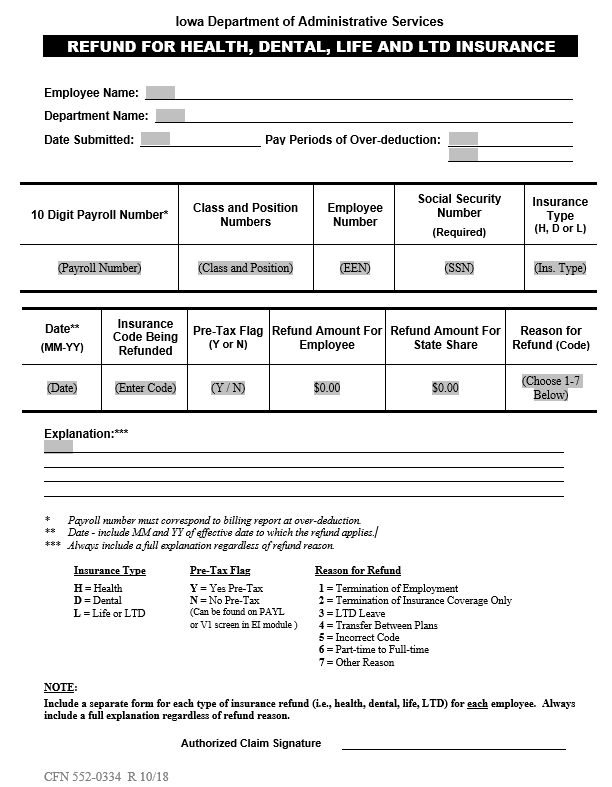 Iowa Department of Administrative Services
REFUND FOR HEALTH, DENTAL, LIFE AND LTD INSURANCE
Employee Name:
Department Name:
Date Submitted: Pay Periods of Over-deduction:
10 Digit Payroll Number*
Class and Position
Numbers
Employee
Number
Social Security
Number
(Required)
Insurance
Type
(H, D or L)
(Payroll Number)
(Class and Position)
(EEN)
(SSN)
(Ins. Type)
Date**
(MM-YY)
Insurance
Code Being
Refunded
Pre-Tax Flag
(Y or N)
Refund Amount For
Employee
Refund Amount For
State Share
Reason for
Refund (Code)
(Date)
(Enter Code)
(Y / N)
$0.00
$0.00
(Choose 1-7
Below)
Explanation:***
* Payroll number must correspond to billing report at over-deduction.
** Date - include MM and YY of effective date to which the refund applies.
*** Always include a full explanation regardless of refund reason.
Insurance Type
H = Health
D = Dental
L = Life or LTD
Pre-Tax Flag
Y = Yes Pre-Tax
N = No Pre-Tax
(Can be found on PAYL
or V1 screen in EI module )
Reason for Refund
1 = Termination of Employment
2 = Termination of Insurance Coverage Only
3 = LTD Leave
4 = Transfer Between Plans
5 = Incorrect Code
6 = Part-time to Full-time
7 = Other Reason
NOTE:
Include a separate form for each type of insurance refund (i.e., health, dental, life, LTD) for each employee. Always
include a full explanation regardless of refund reason.
Authorized Claim Signature
CFN 552-0334 R 10/18